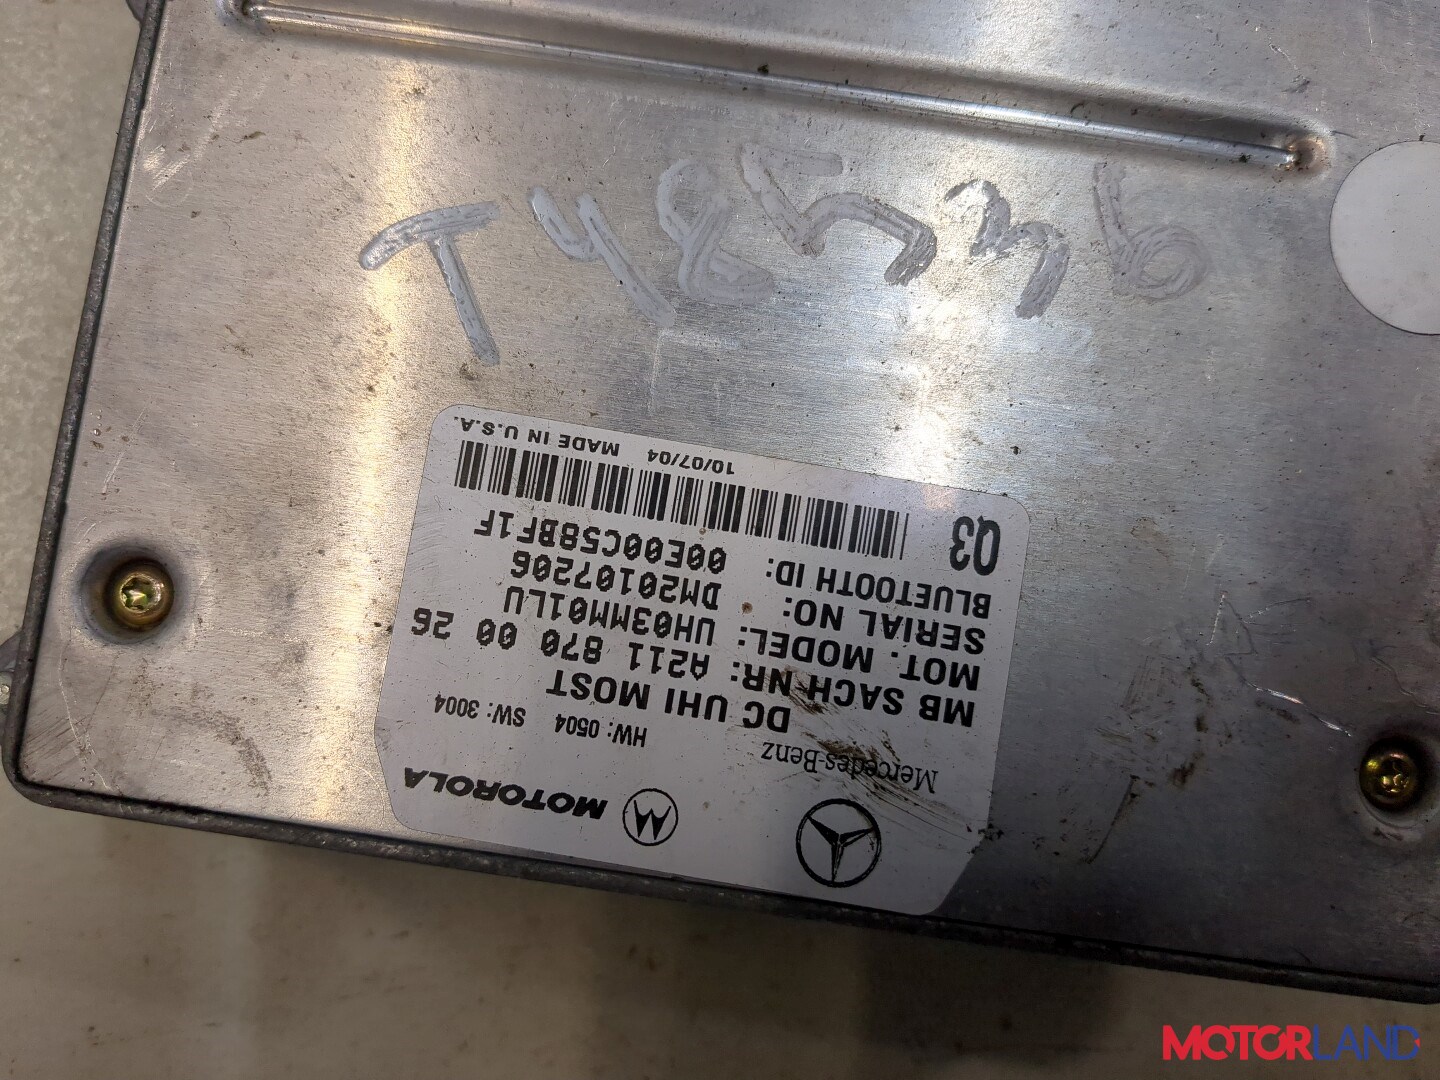 T485446
Mercedes-Benz
MOTOROLA
HW: 0504 SW: 3004
DC UHI MOST
MB SACH-NR: A211 870 00 26
MOT. MODEL: UH03MM01LU
SERIAL NO: DM20107206
BLUETOOTH ID: 00E00C58BF1F
Q3
10/07/04 MADE IN U.S.A.
MOTORLAND